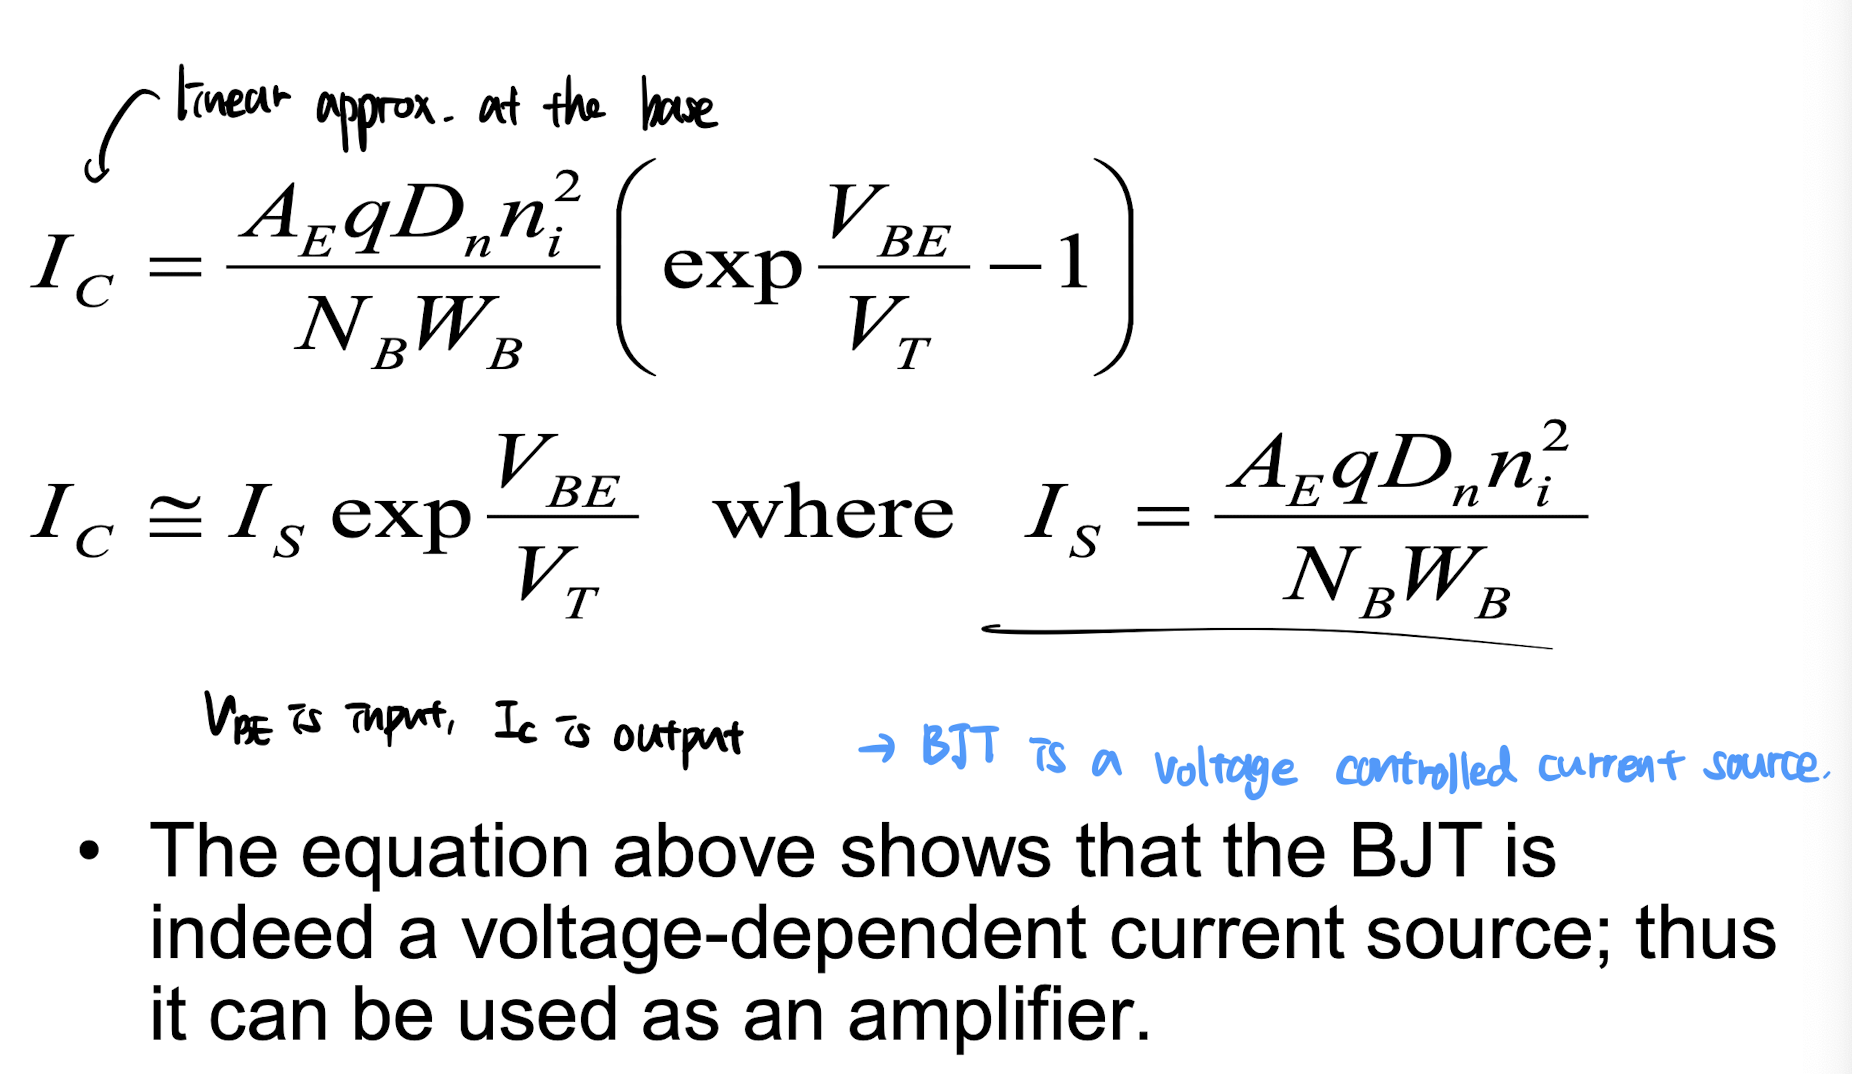 linear approx. at the base
I_C = \frac{A_E q D_n n_i^2}{N_B W_B} \left( \exp \frac{V_{BE}}{V_T} - 1 \right)
I_C ≅ I_S \exp \frac{V_{BE}}{V_T} where I_S = \frac{A_E q D_n n_i^2}{N_B W_B}
V_{BE} is input, I_C is output → BJT is a voltage controlled current source.
• The equation above shows that the BJT is
indeed a voltage-dependent current source; thus
it can be used as an amplifier.